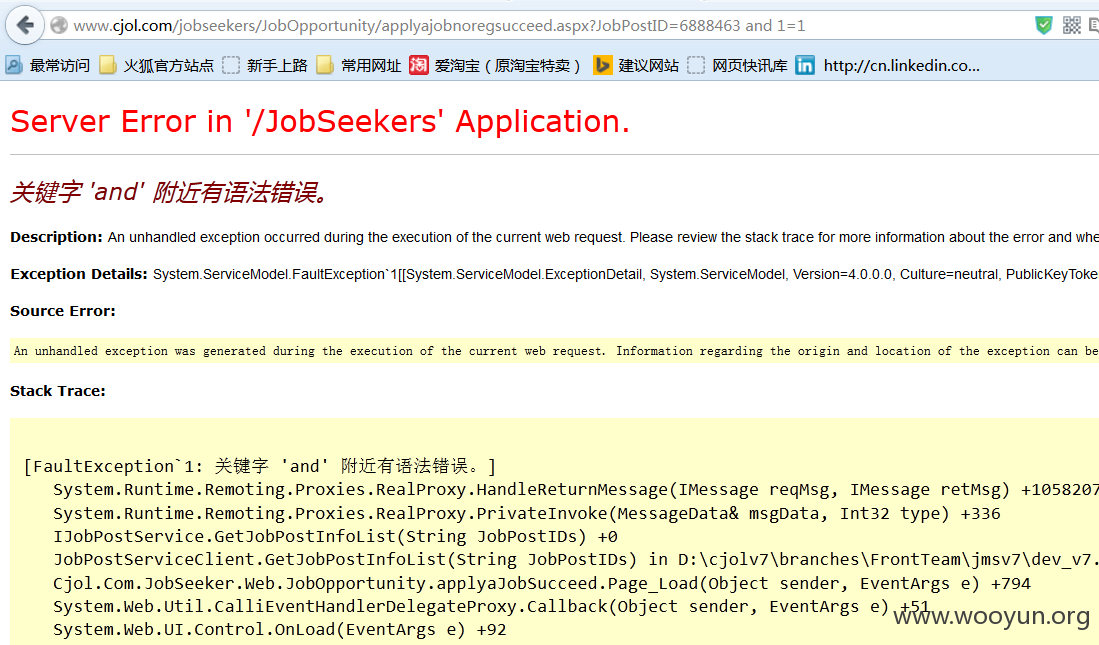 www.cjol.com/jobseekers/JobOpportunity/applyajobnoregsucceed.aspx?JobPostID=6888463 and 1=1
最常访问 火狐官方站点 新手上路 常用网址 淘 爱淘宝（原淘宝特卖） 建议网站 网页快讯库 in http://cn.linkedin.co...
Server Error in '/JobSeekers' Application.
关键字 'and' 附近有语法错误。
Description: An unhandled exception occurred during the execution of the current web request. Please review the stack trace for more information about the error and whe
Exception Details: System.ServiceModel.FaultException`1[[System.ServiceModel.ExceptionDetail, System.ServiceModel, Version=4.0.0.0, Culture=neutral, PublicKeyToke
Source Error:
An unhandled exception was generated during the execution of the current web request. Information regarding the origin and location of the exception can be
Stack Trace:
[FaultException`1: 关键字 'and' 附近有语法错误。]
System.Runtime.Remoting.Proxies.RealProxy.HandleReturnMessage(IMessage reqMsg, IMessage retMsg) +1058207
System.Runtime.Remoting.Proxies.RealProxy.PrivateInvoke(MessageData& msgData, Int32 type) +336
IJobPostService.GetJobPostInfoList(String JobPostIDs) +0
JobPostServiceClient.GetJobPostInfoList(String JobPostIDs) in D:\cjolv7\branches\FrontTeam\jmsv7\dev_v7.
Cjol.Com.JobSeeker.Web.JobOpportunity.applyaJobSucceed.Page_Load(Object sender, EventArgs e) +794
System.Web.Util.CalliEventHandlerDelegateProxy.Callback(Object sender, EventArgs e) +51
www.wooyun.org
System.Web.UI.Control.OnLoad(EventArgs e) +92